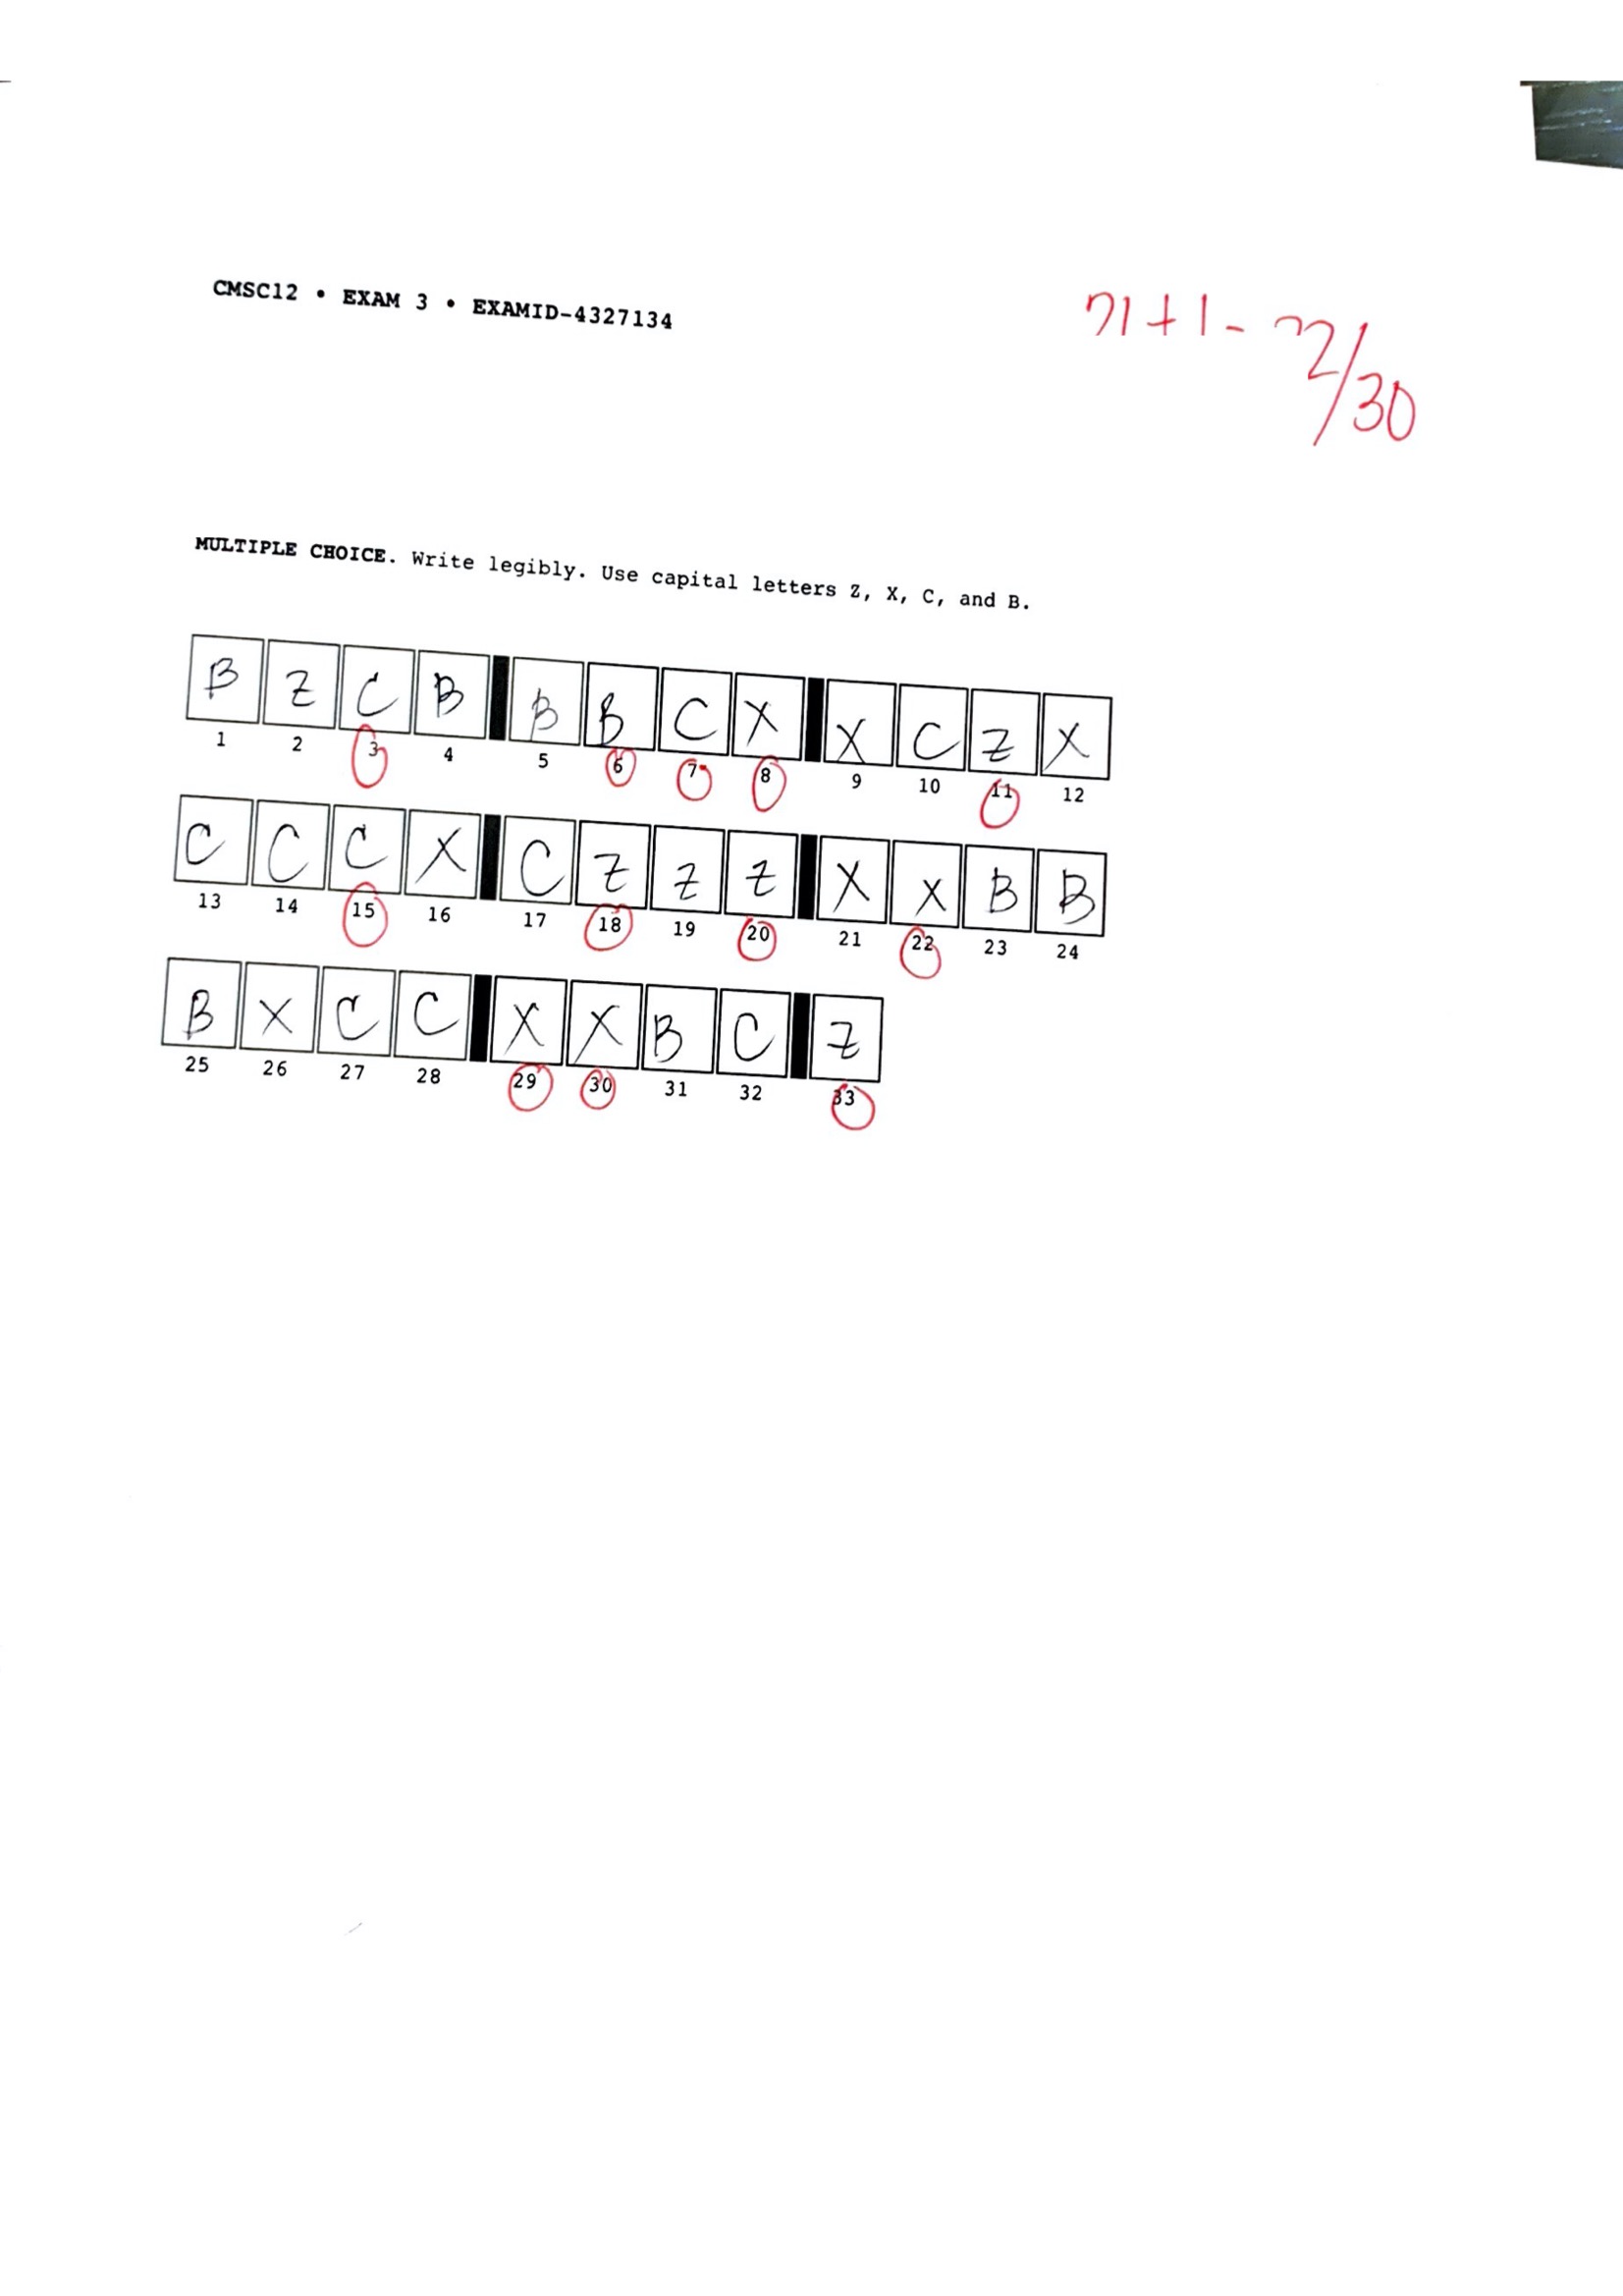 CMSC12 • EXAM 3 • EXAMID-4327134
21+1- 22/30
MULTIPLE CHOICE. Write legibly. Use capital letters Z, X, C, and B.
B Z C B B B C X X C Z X
1 2 3 4 5 6 7 8 9 10 11 12
C C C X C Z Z Z X X B B
13 14 15 16 17 18 19 20 21 22 23 24
B X C C X X B C Z
25 26 27 28 29 30 31 32 33